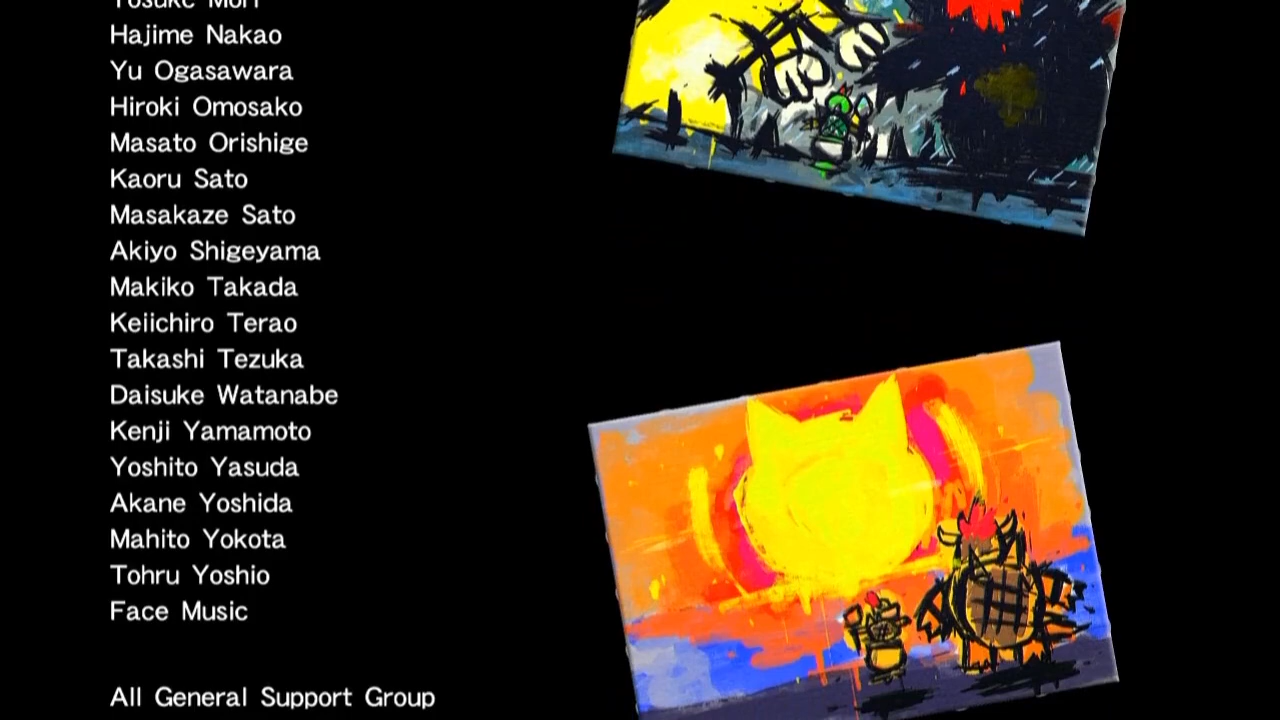 Yosuke Mori
Hajime Nakao
Yu Ogasawara
Hiroki Omosako
Masato Orishige
Kaoru Sato
Masakaze Sato
Akiyo Shigeyama
Makiko Takada
Keiichiro Terao
Takashi Tezuka
Daisuke Watanabe
Kenji Yamamoto
Yoshito Yasuda
Akane Yoshida
Mahito Yokota
Tohru Yoshio
Face Music
All General Support Group